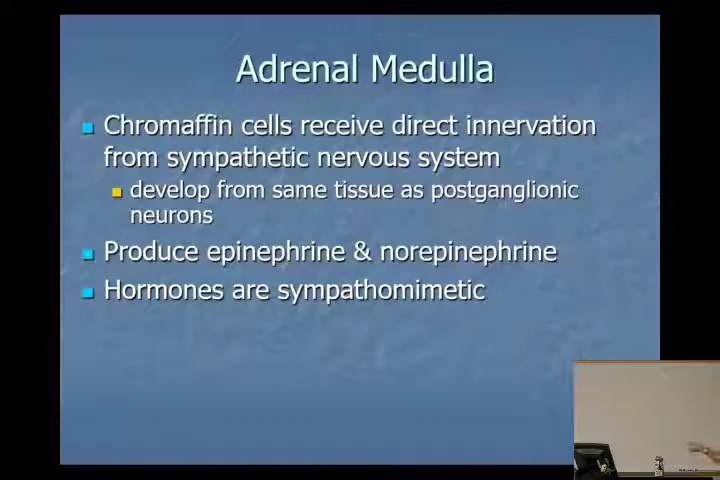 Adrenal Medulla
Chromaffin cells receive direct innervation
from sympathetic nervous system
develop from same tissue as postganglionic
neurons
Produce epinephrine & norepinephrine
Hormones are sympathomimetic